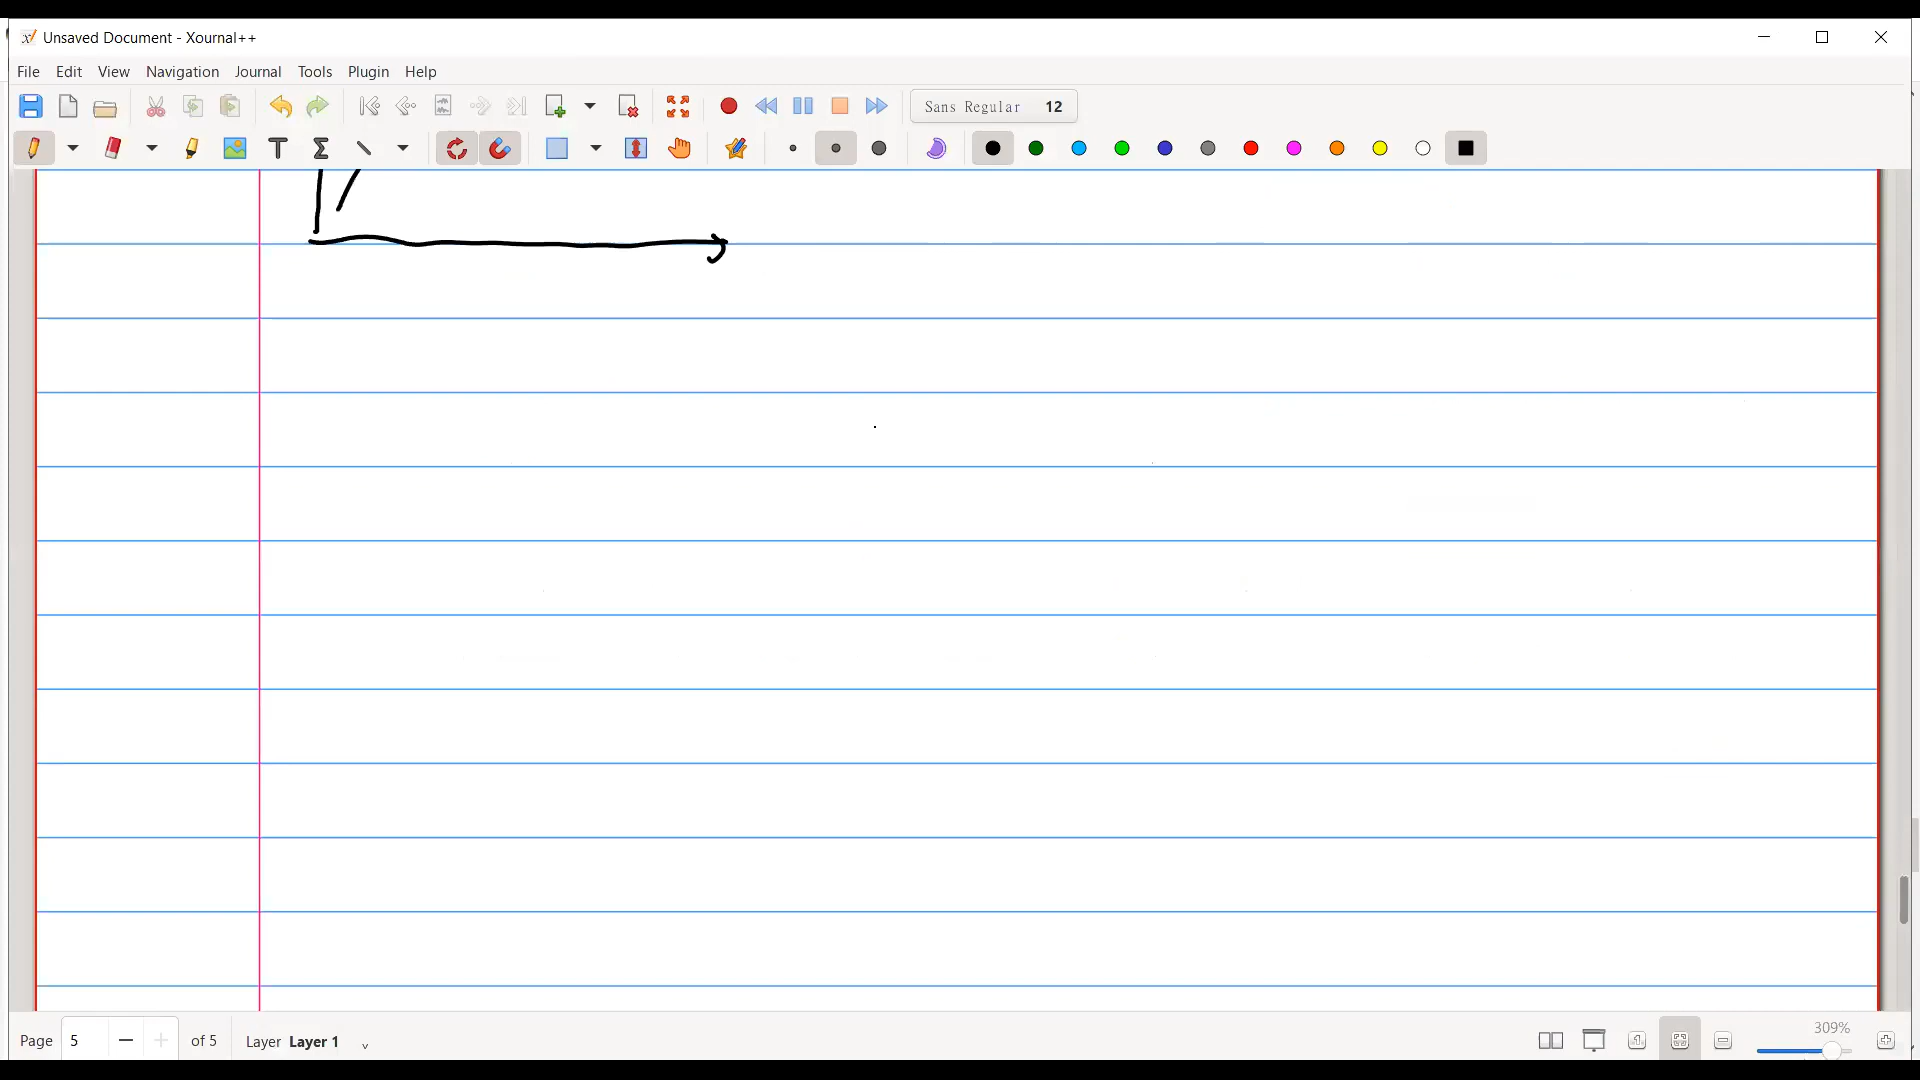 Unsaved Document - Xournal++
File Edit View Navigation Journal Tools Plugin Help
Sans Regular 12
Page 5 of 5 Layer Layer 1
309%